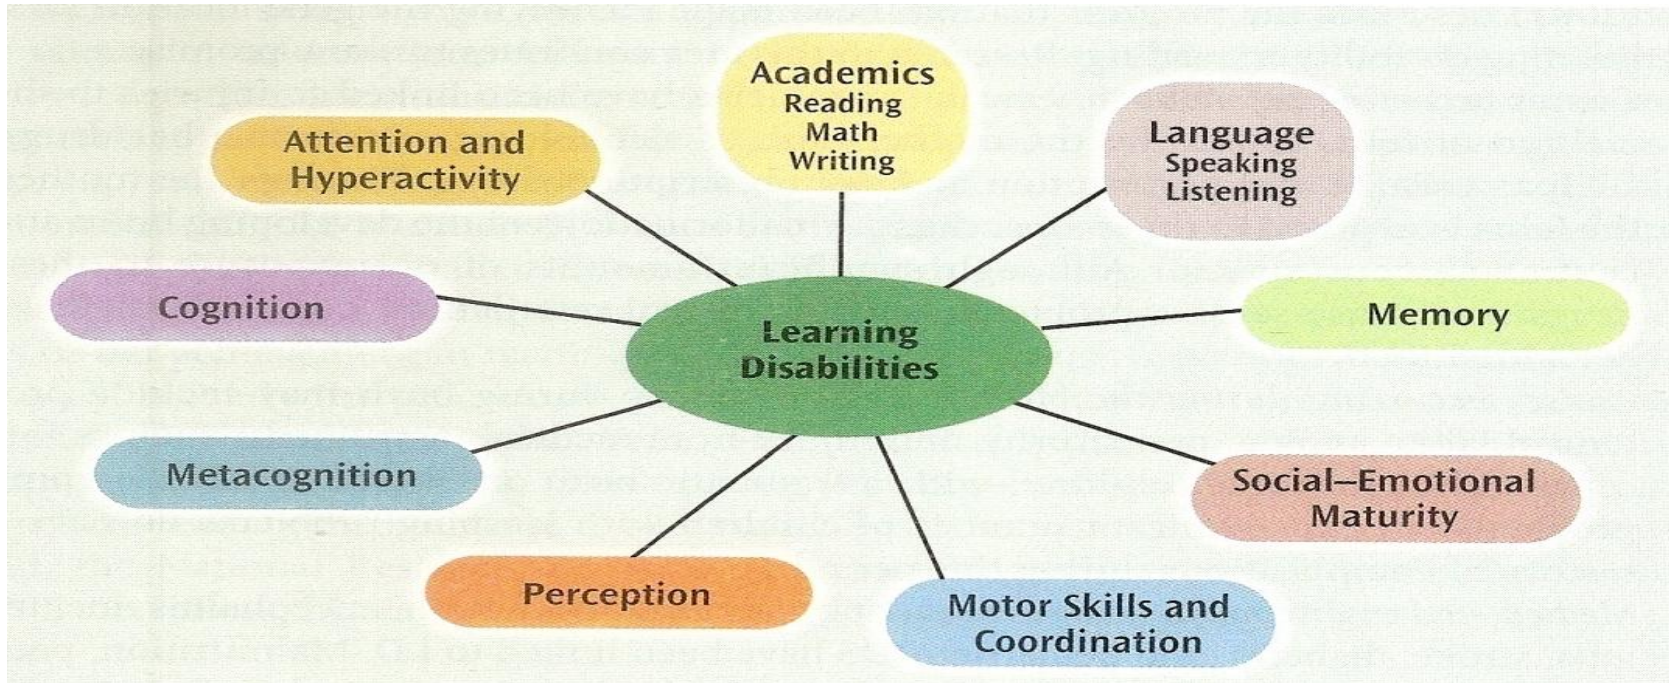 Academics
Reading
Math
Writing
Language
Speaking
Listening
Attention and
Hyperactivity
Cognition
Learning
Disabilities
Memory
Metacognition
Social–Emotional
Maturity
Perception
Motor Skills and
Coordination